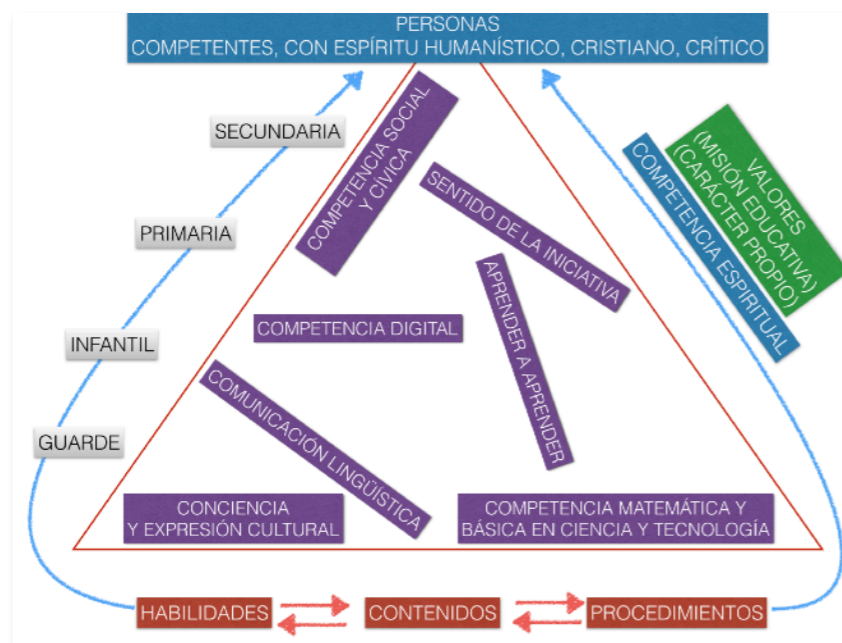 PERSONAS
COMPETENTES, CON ESPÍRITU HUMANÍSTICO, CRISTIANO, CRÍTICO
SECUNDARIA
PRIMARIA
INFANTIL
GUARDE
COMPETENCIA SOCIAL
Y CÍVICA
SENTIDO DE LA INICIATIVA
VALORES
(MISIÓN EDUCATIVA)
(CARÁCTER PROPIO)
COMPETENCIA ESPIRITUAL
COMPETENCIA DIGITAL
APRENDER A APRENDER
COMUNICACIÓN LINGÜÍSTICA
CONCIENCIA
Y EXPRESIÓN CULTURAL
COMPETENCIA MATEMÁTICA Y
BÁSICA EN CIENCIA Y TECNOLOGÍA
HABILIDADES
CONTENIDOS
PROCEDIMIENTOS